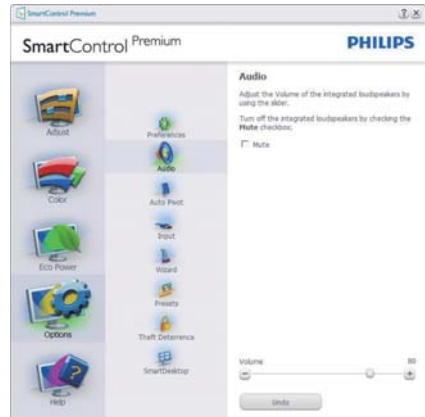 SmartControl Premium
SmartControl Premium
PHILIPS
Adjust
Color
Eco Power
Options
Help
Preferences
Audio
Auto Pivot
Input
Wizard
Presets
Theft Deterrence
SmartDesktop
Audio
Adjust the Volume of the integrated loudspeakers by
using the slider.
Turn off the integrated loudspeakers by checking the
Mute checkbox.
Mute
Volume 80
Undo